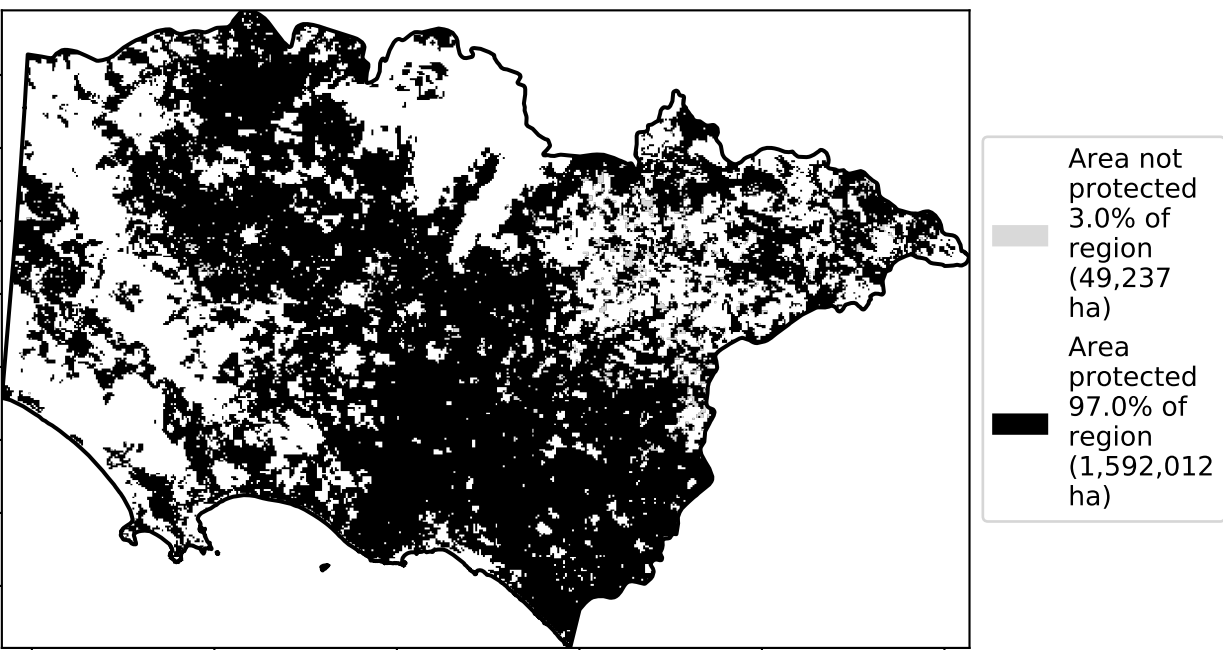 Area not
protected
3.0% of
region
(49,237
ha)
Area
protected
97.0% of
region
(1,592,012
ha)